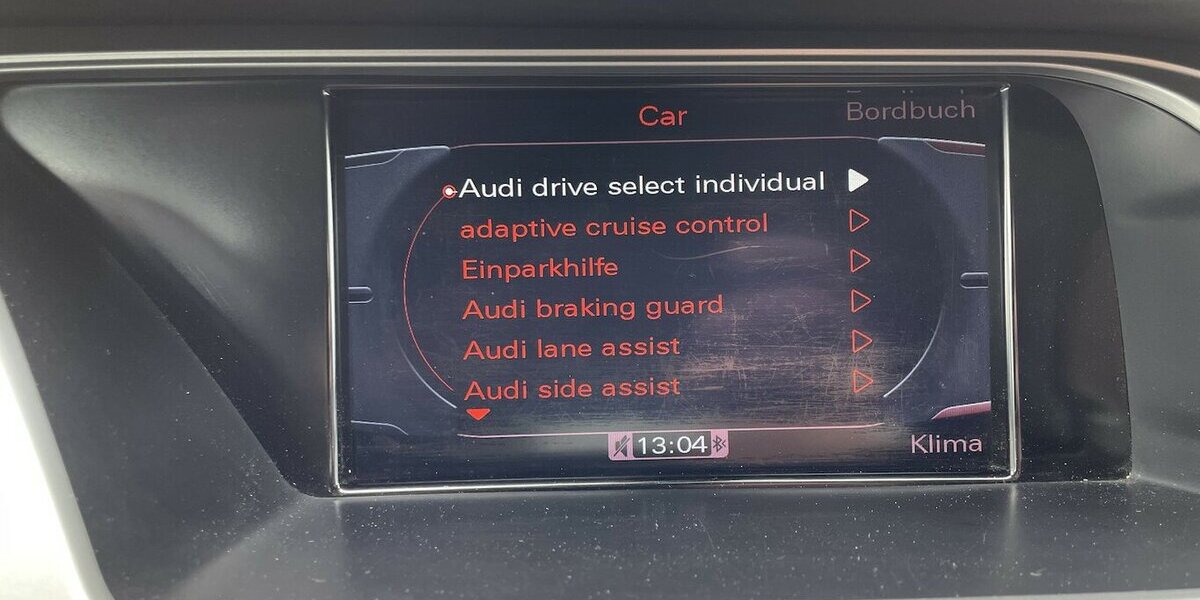 Car
Bordbuch
Audi drive select individual
adaptive cruise control
Einparkhilfe
Audi braking guard
Audi lane assist
Audi side assist
13:04
Klima